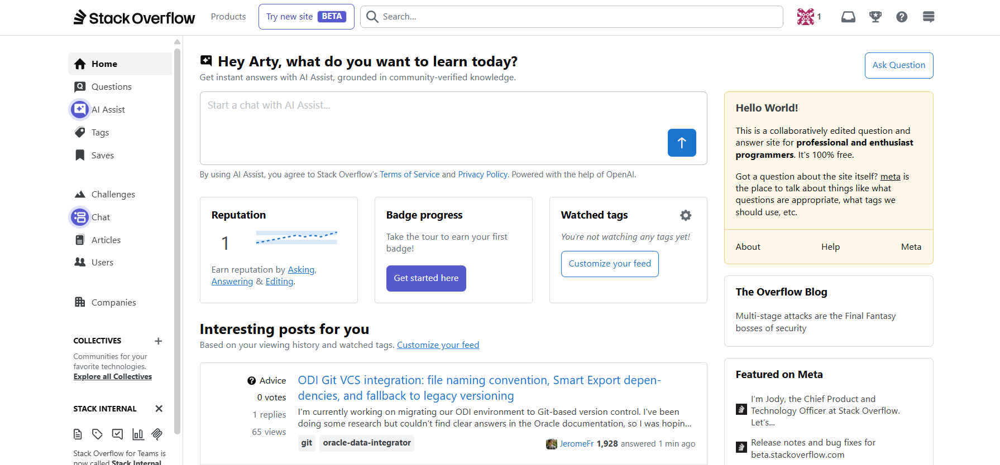 stack overflow
Products
Try new site BETA
Search...
1
Home
Questions
AI Assist
Tags
Saves
Challenges
Chat
Articles
Users
Companies
COLLECTIVES
Communities for your
favorite technologies.
Explore all Collectives
STACK INTERNAL
Stack Overflow for Teams is
now called Stack Internal
Hey Arty, what do you want to learn today?
Get instant answers with AI Assist, grounded in community-verified knowledge.
Ask Question
Start a chat with AI Assist...
By using AI Assist, you agree to Stack Overflow's Terms of Service and Privacy Policy. Powered with the help of OpenAI.
Reputation
1
Earn reputation by Asking,
Answering & Editing.
Badge progress
Take the tour to earn your first
badge!
Get started here
Watched tags
You're not watching any tags yet!
Customize your feed
Interesting posts for you
Based on your viewing history and watched tags. Customize your feed
Advice
0 votes
1 replies
65 views
ODI Git VCS integration: file naming convention, Smart Export depen-
dencies, and fallback to legacy versioning
I'm currently working on migrating our ODI environment to Git-based version control. I've been
doing some research but couldn't find clear answers in the Oracle documentation, so I was hopin...
git oracle-data-integrator
JeromeFr 1,928 answered 1 min ago
Hello World!
This is a collaboratively edited question and
answer site for professional and enthusiast
programmers. It's 100% free.
Got a question about the site itself? meta is
the place to talk about things like what
questions are appropriate, what tags we
should use, etc.
About Help Meta
The Overflow Blog
Multi-stage attacks are the Final Fantasy
bosses of security
Featured on Meta
I'm Jody, the Chief Product and
Technology Officer at Stack Overflow.
Let's...
Release notes and bug fixes for
beta.stackoverflow.com